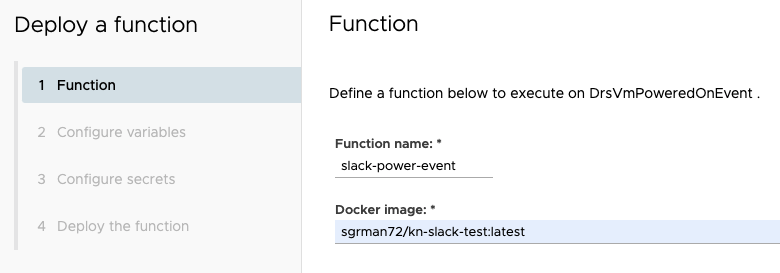 Deploy a function
1 Function
2 Configure variables
3 Configure secrets
4 Deploy the function
Function
Define a function below to execute on DrsVmPoweredOnEvent .
Function name: *
slack-power-event
Docker image: *
sgrman72/kn-slack-test:latest